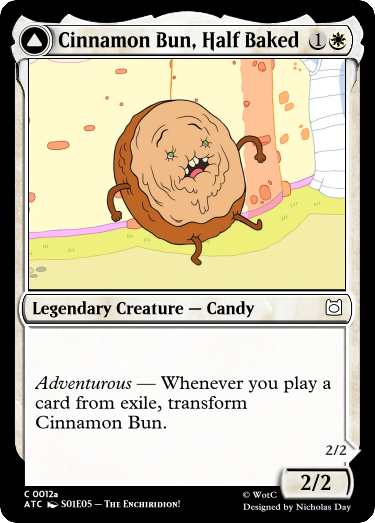 Cinnamon Bun, Half Baked 1
Legendary Creature — Candy
Adventurous — Whenever you play a
card from exile, transform
Cinnamon Bun.
2/2
2/2
C 0012a
ATC S01E05 – The Enchiridion!
© WotC
Designed by Nicholas Day